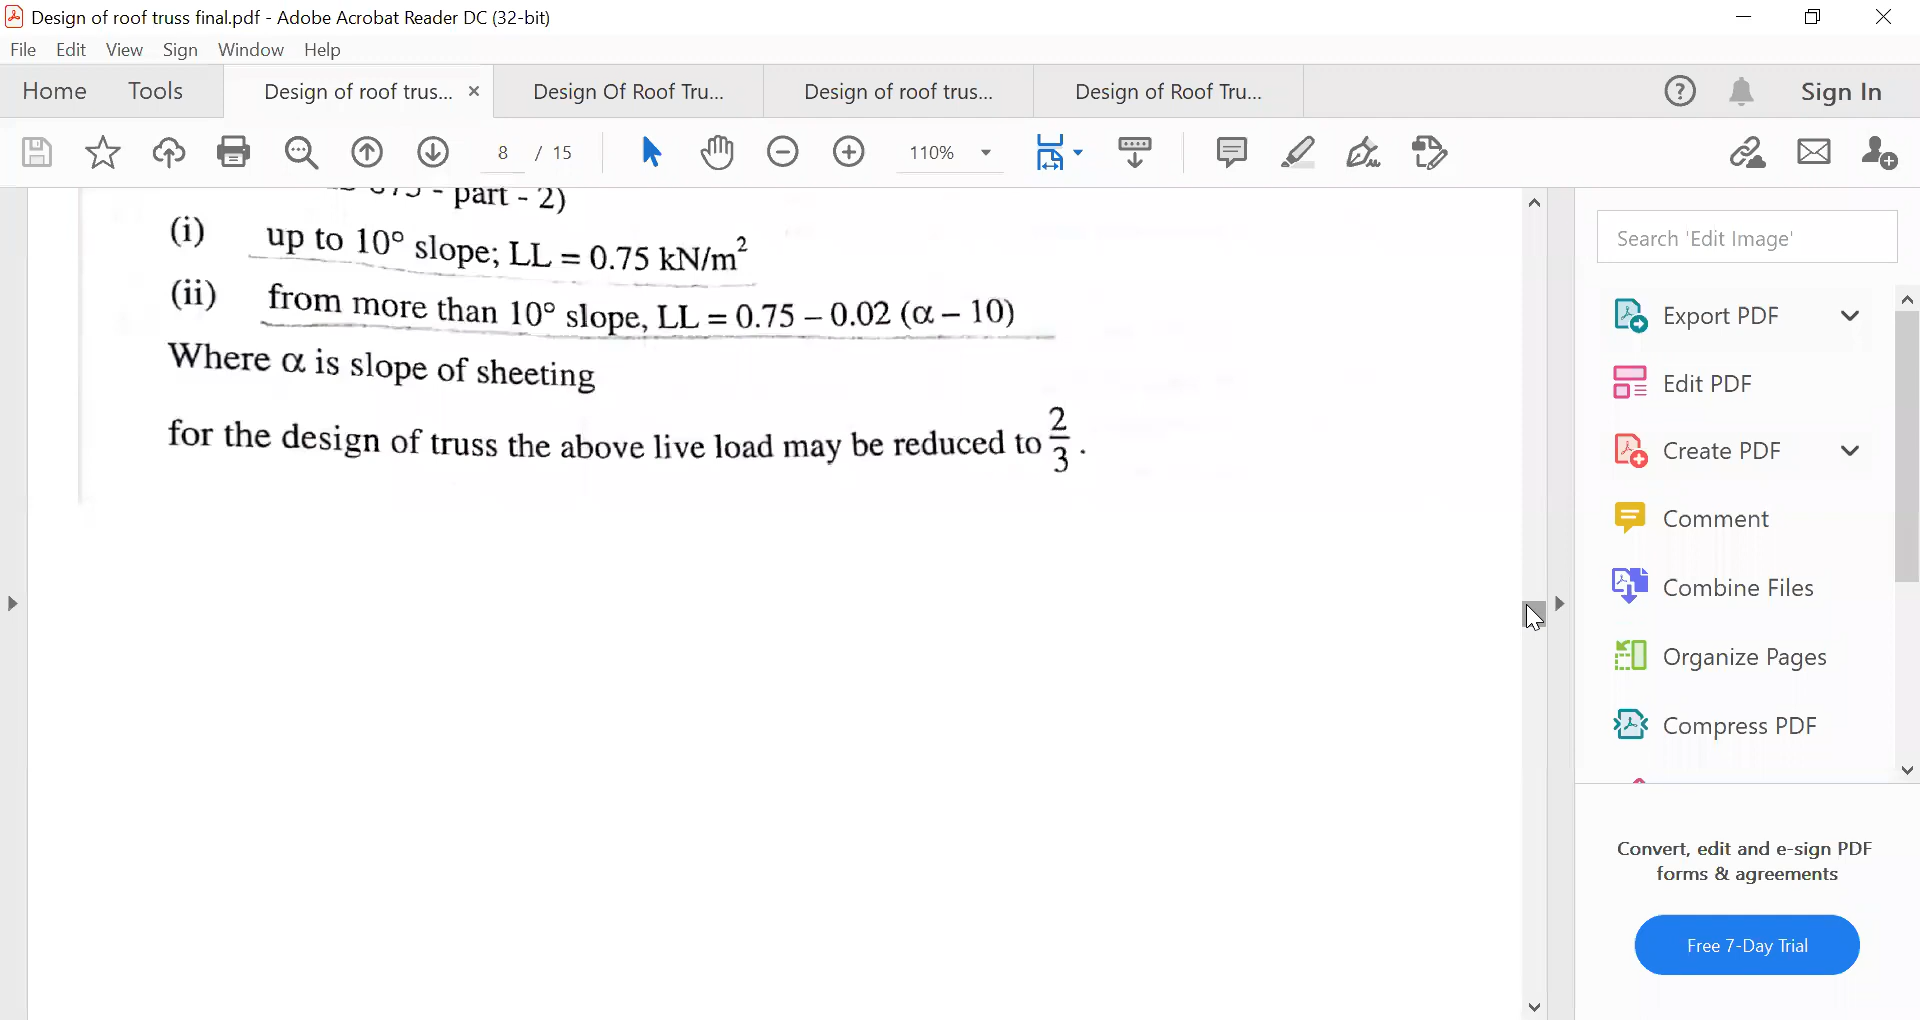 Design of roof truss final.pdf - Adobe Acrobat Reader DC (32-bit)
File Edit View Sign Window Help
Home Tools Design of roof trus... × Design Of Roof Tru... Design of roof trus... Design of Roof Tru... Sign In
8 / 15 110%
- part - 2)
(i) up to 10° slope; LL = 0.75 kN/m²
(ii) from more than 10° slope, LL = 0.75 – 0.02 (α – 10)
Where α is slope of sheeting
for the design of truss the above live load may be reduced to 2/3 .
Search 'Edit Image'
Export PDF
Edit PDF
Create PDF
Comment
Combine Files
Organize Pages
Compress PDF
Convert, edit and e-sign PDF
forms & agreements
Free 7-Day Trial